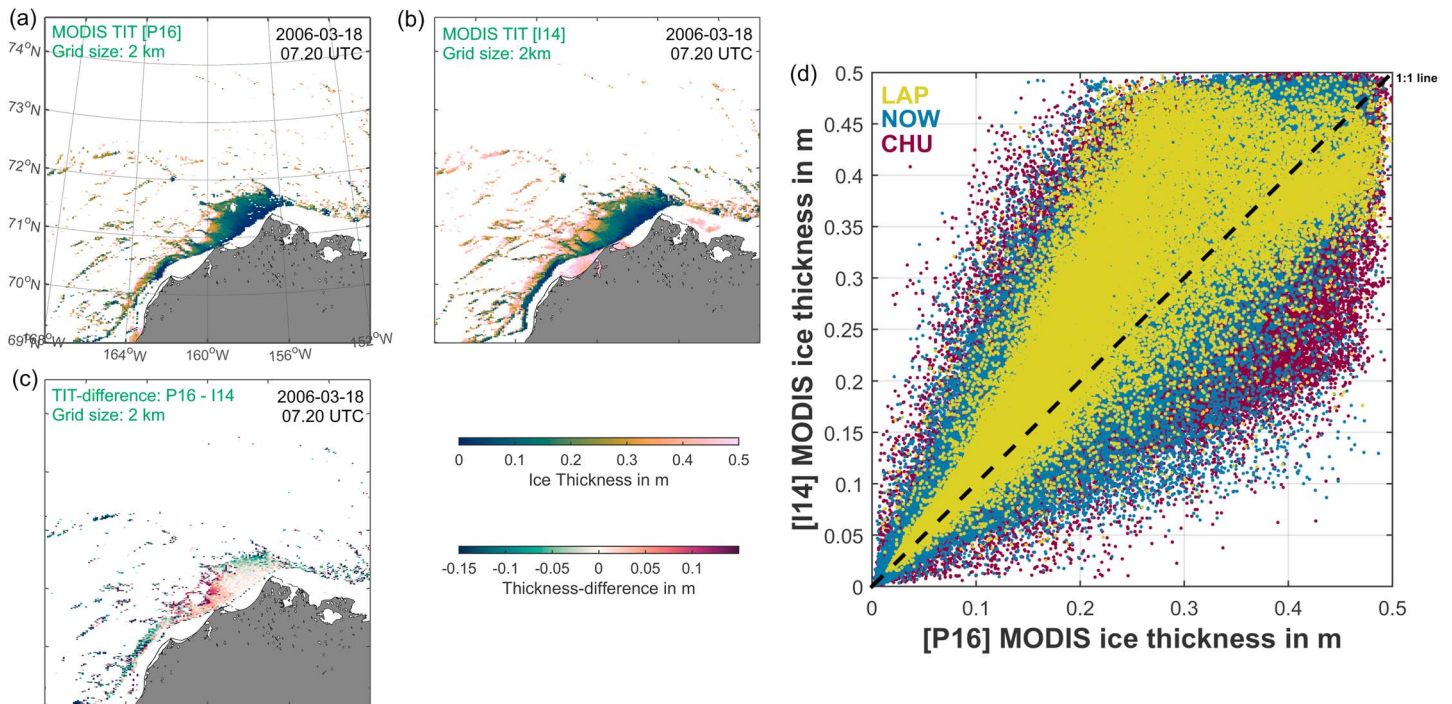 (a)
MODIS TIT [P16]
Grid size: 2 km
2006-03-18
07.20 UTC
74°N
73°N
72°N
71°N
70°N
69°N
168°W
164°W
160°W
156°W
152°W
(b)
MODIS TIT [I14]
Grid size: 2km
2006-03-18
07.20 UTC
(c)
TIT-difference: P16 - I14
Grid size: 2 km
2006-03-18
07.20 UTC
0 0.1 0.2 0.3 0.4 0.5
Ice Thickness in m
-0.15 -0.1 -0.05 0 0.05 0.1
Thickness-difference in m
(d)
LAP
NOW
CHU
1:1 line
0.5
0.45
0.4
0.35
0.3
0.25
0.2
0.15
0.1
0.05
0
[I14] MODIS ice thickness in m
0 0.1 0.2 0.3 0.4 0.5
[P16] MODIS ice thickness in m